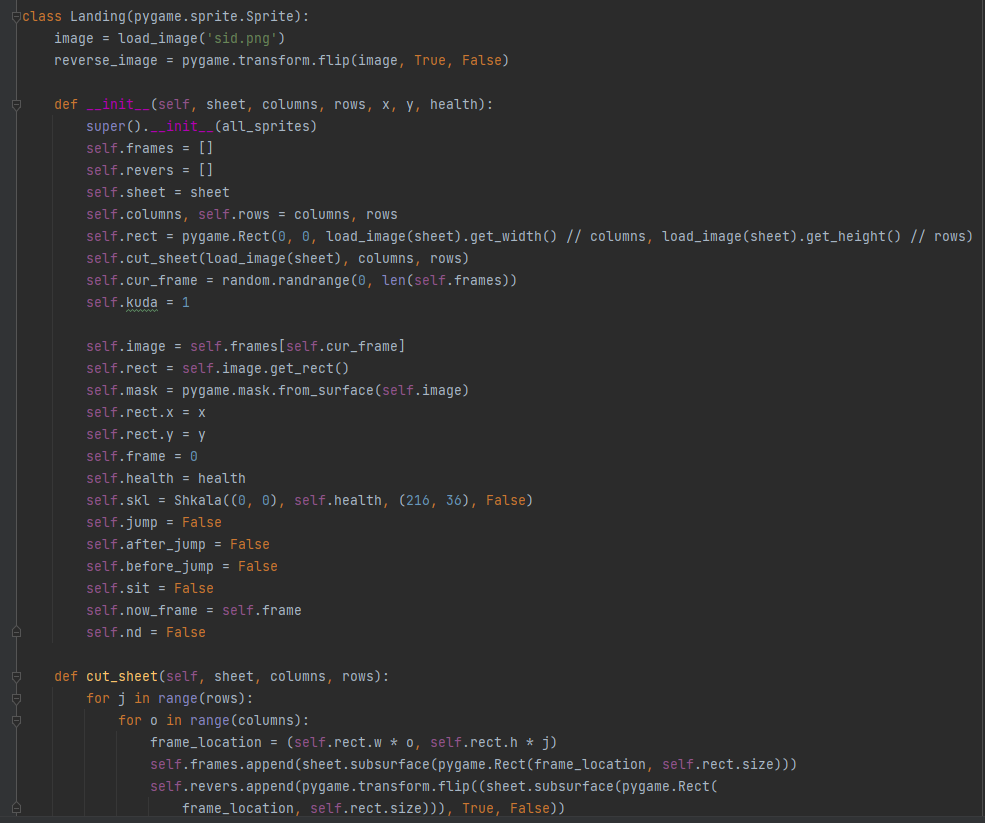 class Landing(pygame.sprite.Sprite):
    image = load_image('sid.png')
    reverse_image = pygame.transform.flip(image, True, False)

    def __init__(self, sheet, columns, rows, x, y, health):
        super().__init__(all_sprites)
        self.frames = []
        self.revers = []
        self.sheet = sheet
        self.columns, self.rows = columns, rows
        self.rect = pygame.Rect(0, 0, load_image(sheet).get_width() // columns, load_image(sheet).get_height() // rows)
        self.cut_sheet(load_image(sheet), columns, rows)
        self.cur_frame = random.randrange(0, len(self.frames))
        self.kuda = 1

        self.image = self.frames[self.cur_frame]
        self.rect = self.image.get_rect()
        self.mask = pygame.mask.from_surface(self.image)
        self.rect.x = x
        self.rect.y = y
        self.frame = 0
        self.health = health
        self.skl = Shkala((0, 0), self.health, (216, 36), False)
        self.jump = False
        self.after_jump = False
        self.before_jump = False
        self.sit = False
        self.now_frame = self.frame
        self.nd = False

    def cut_sheet(self, sheet, columns, rows):
        for j in range(rows):
            for o in range(columns):
                frame_location = (self.rect.w * o, self.rect.h * j)
                self.frames.append(sheet.subsurface(pygame.Rect(frame_location, self.rect.size)))
                self.revers.append(pygame.transform.flip((sheet.subsurface(pygame.Rect(
                    frame_location, self.rect.size))), True, False))